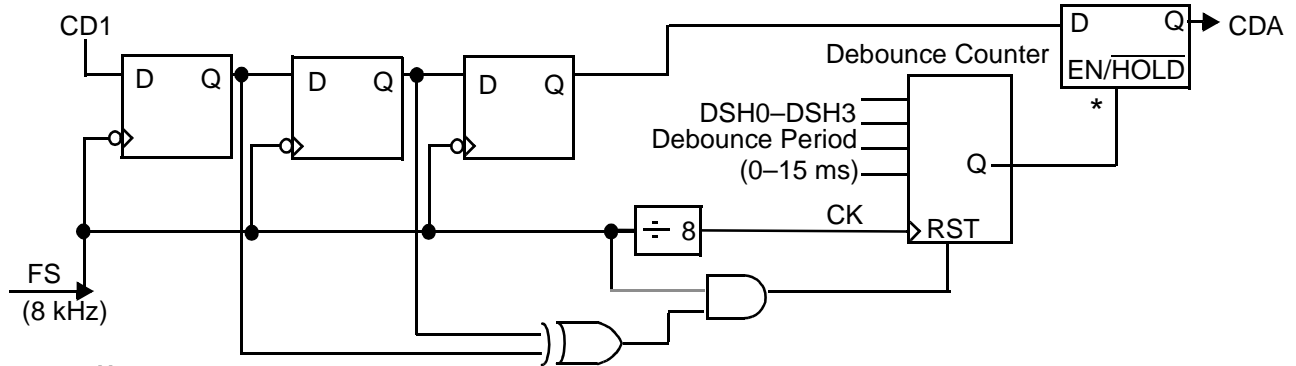 CD1
D Q
D Q
D Q
D Q
CDA
EN/HOLD
*
Debounce Counter
DSH0–DSH3
Debounce Period
(0–15 ms)
Q
CK
RST
÷ 8
FS
(8 kHz)